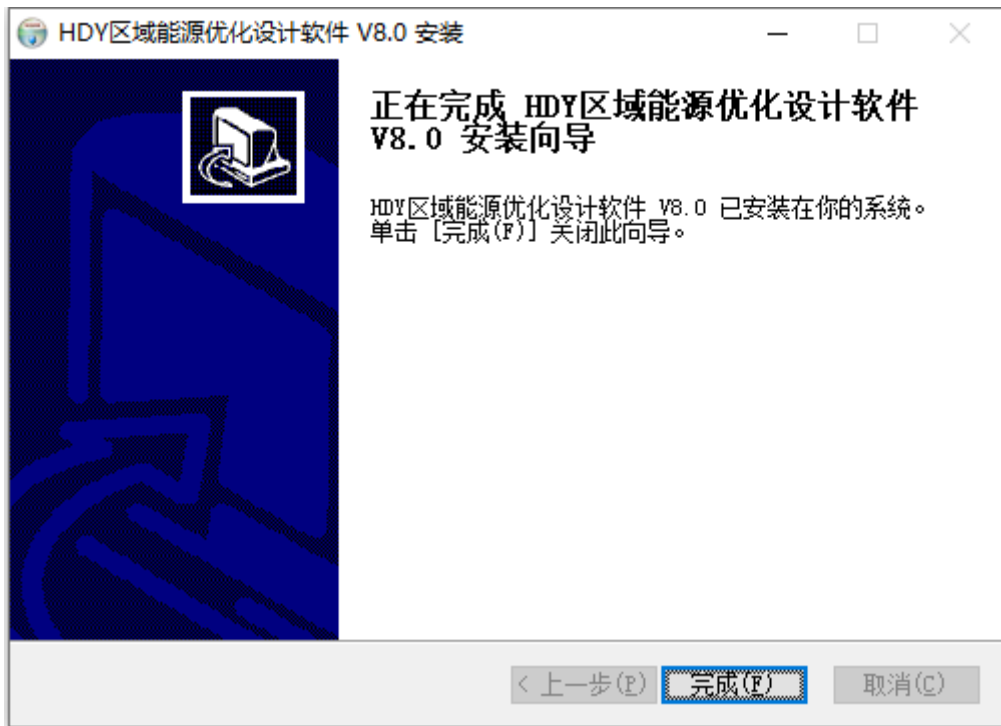 HDY区域能源优化设计软件 V8.0 安装
正在完成 HDY区域能源优化设计软件
V8.0 安装向导
HDY区域能源优化设计软件 V8.0 已安装在你的系统。
单击 [完成(F)] 关闭此向导。
< 上一步(P) 完成(F) 取消(C)